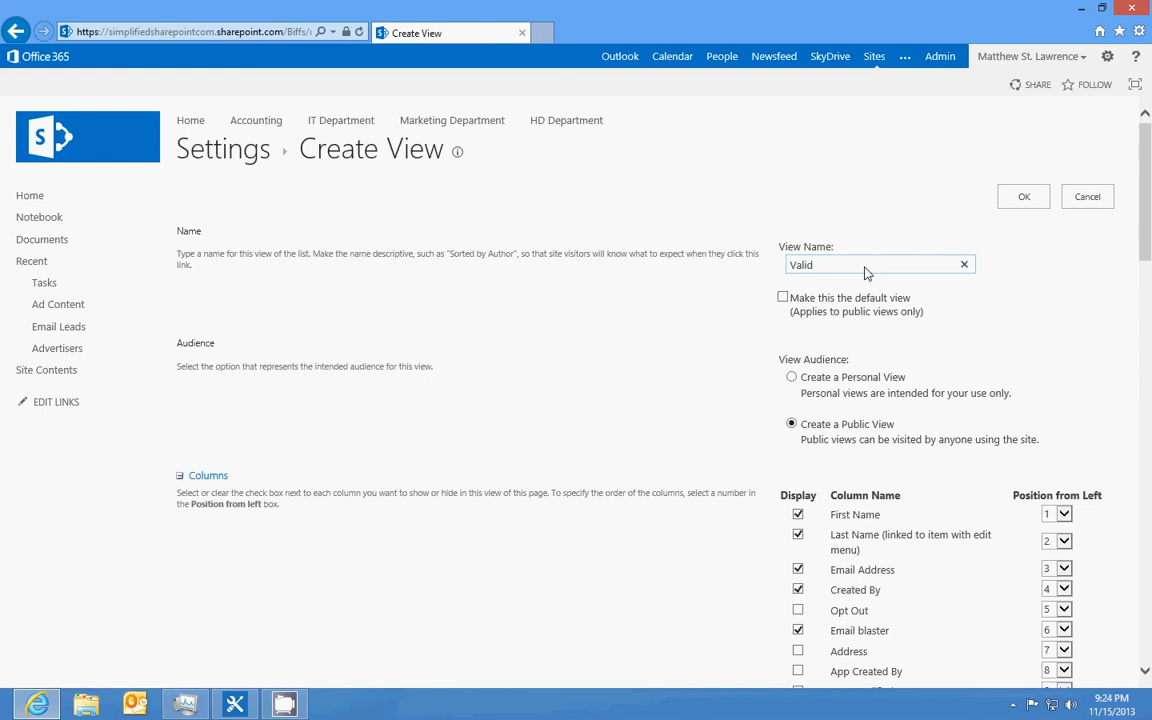 https://simplifiedsharepointcom.sharepoint.com/Biffs/
Create View
Office 365
Outlook Calendar People Newsfeed SkyDrive Sites ... Admin Matthew St. Lawrence ?
SHARE FOLLOW
S
Home Accounting IT Department Marketing Department HD Department
Settings Create View
Home
Notebook
Documents
Recent
Tasks
Ad Content
Email Leads
Advertisers
Site Contents
EDIT LINKS
OK Cancel
Name
Type a name for this view of the list. Make the name descriptive, such as "Sorted by Author", so that site visitors will know what to expect when they click this
link.
View Name:
Valid
Make this the default view
(Applies to public views only)
Audience
Select the option that represents the intended audience for this view.
View Audience:
Create a Personal View
Personal views are intended for your use only.
Create a Public View
Public views can be visited by anyone using the site.
Columns
Select or clear the check box next to each column you want to show or hide in this view of this page. To specify the order of the columns, select a number in
the Position from left box.
Display Column Name Position from Left
First Name 1
Last Name (linked to item with edit
menu) 2
Email Address 3
Created By 4
Opt Out 5
Email blaster 6
Address 7
App Created By 8
9:24 PM
11/15/2013